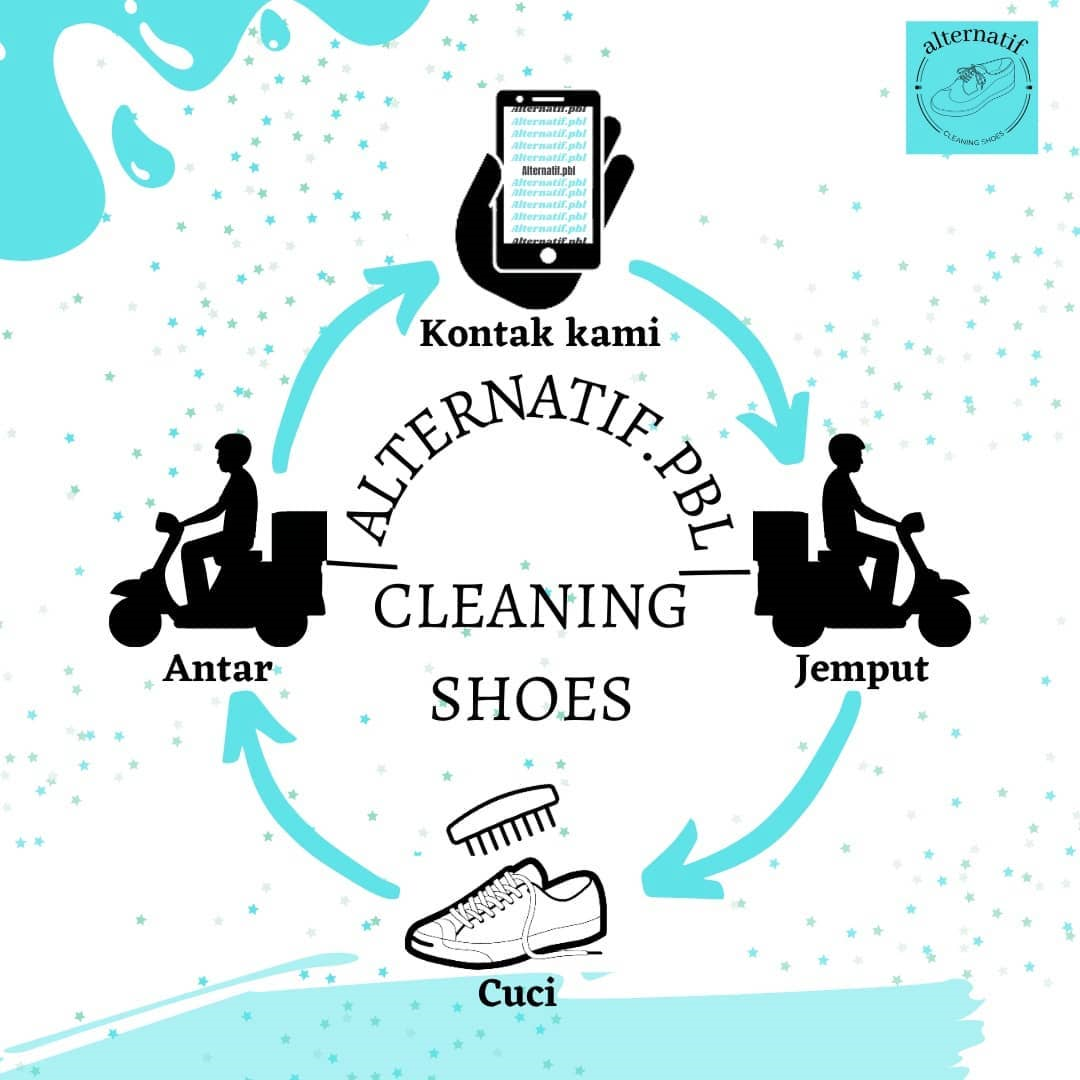 alternatif
CLEANING SHOES
Alternatif.pbl
Alternatif.pbl
Alternatif.pbl
Alternatif.pbl
Alternatif.pbl
Alternatif.pbl
Alternatif.pbl
Alternatif.pbl
Alternatif.pbl
Alternatif.pbl
Alternatif.pbl
Alternatif.pbl
Kontak kami
ALTERNATIF.PBL
CLEANING
SHOES
Antar
Jemput
Cuci